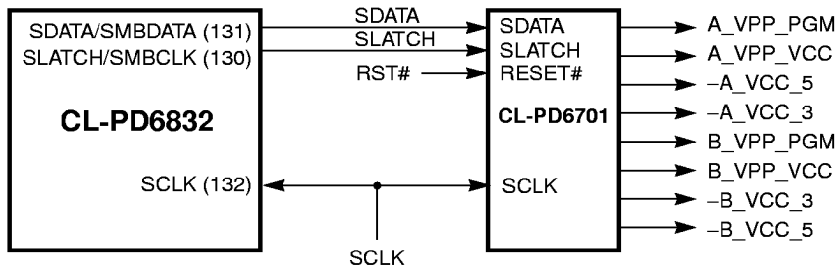 SDATA/SMBDATA (131)
SLATCH/SMBCLK (130)
CL-PD6832
SCLK (132)
SDATA
SLATCH
RST#
SCLK
SDATA
SLATCH
RESET#
CL-PD6701
SCLK
A_VPP_PGM
A_VPP_VCC
–A_VCC_5
–A_VCC_3
B_VPP_PGM
B_VPP_VCC
–B_VCC_3
–B_VCC_5